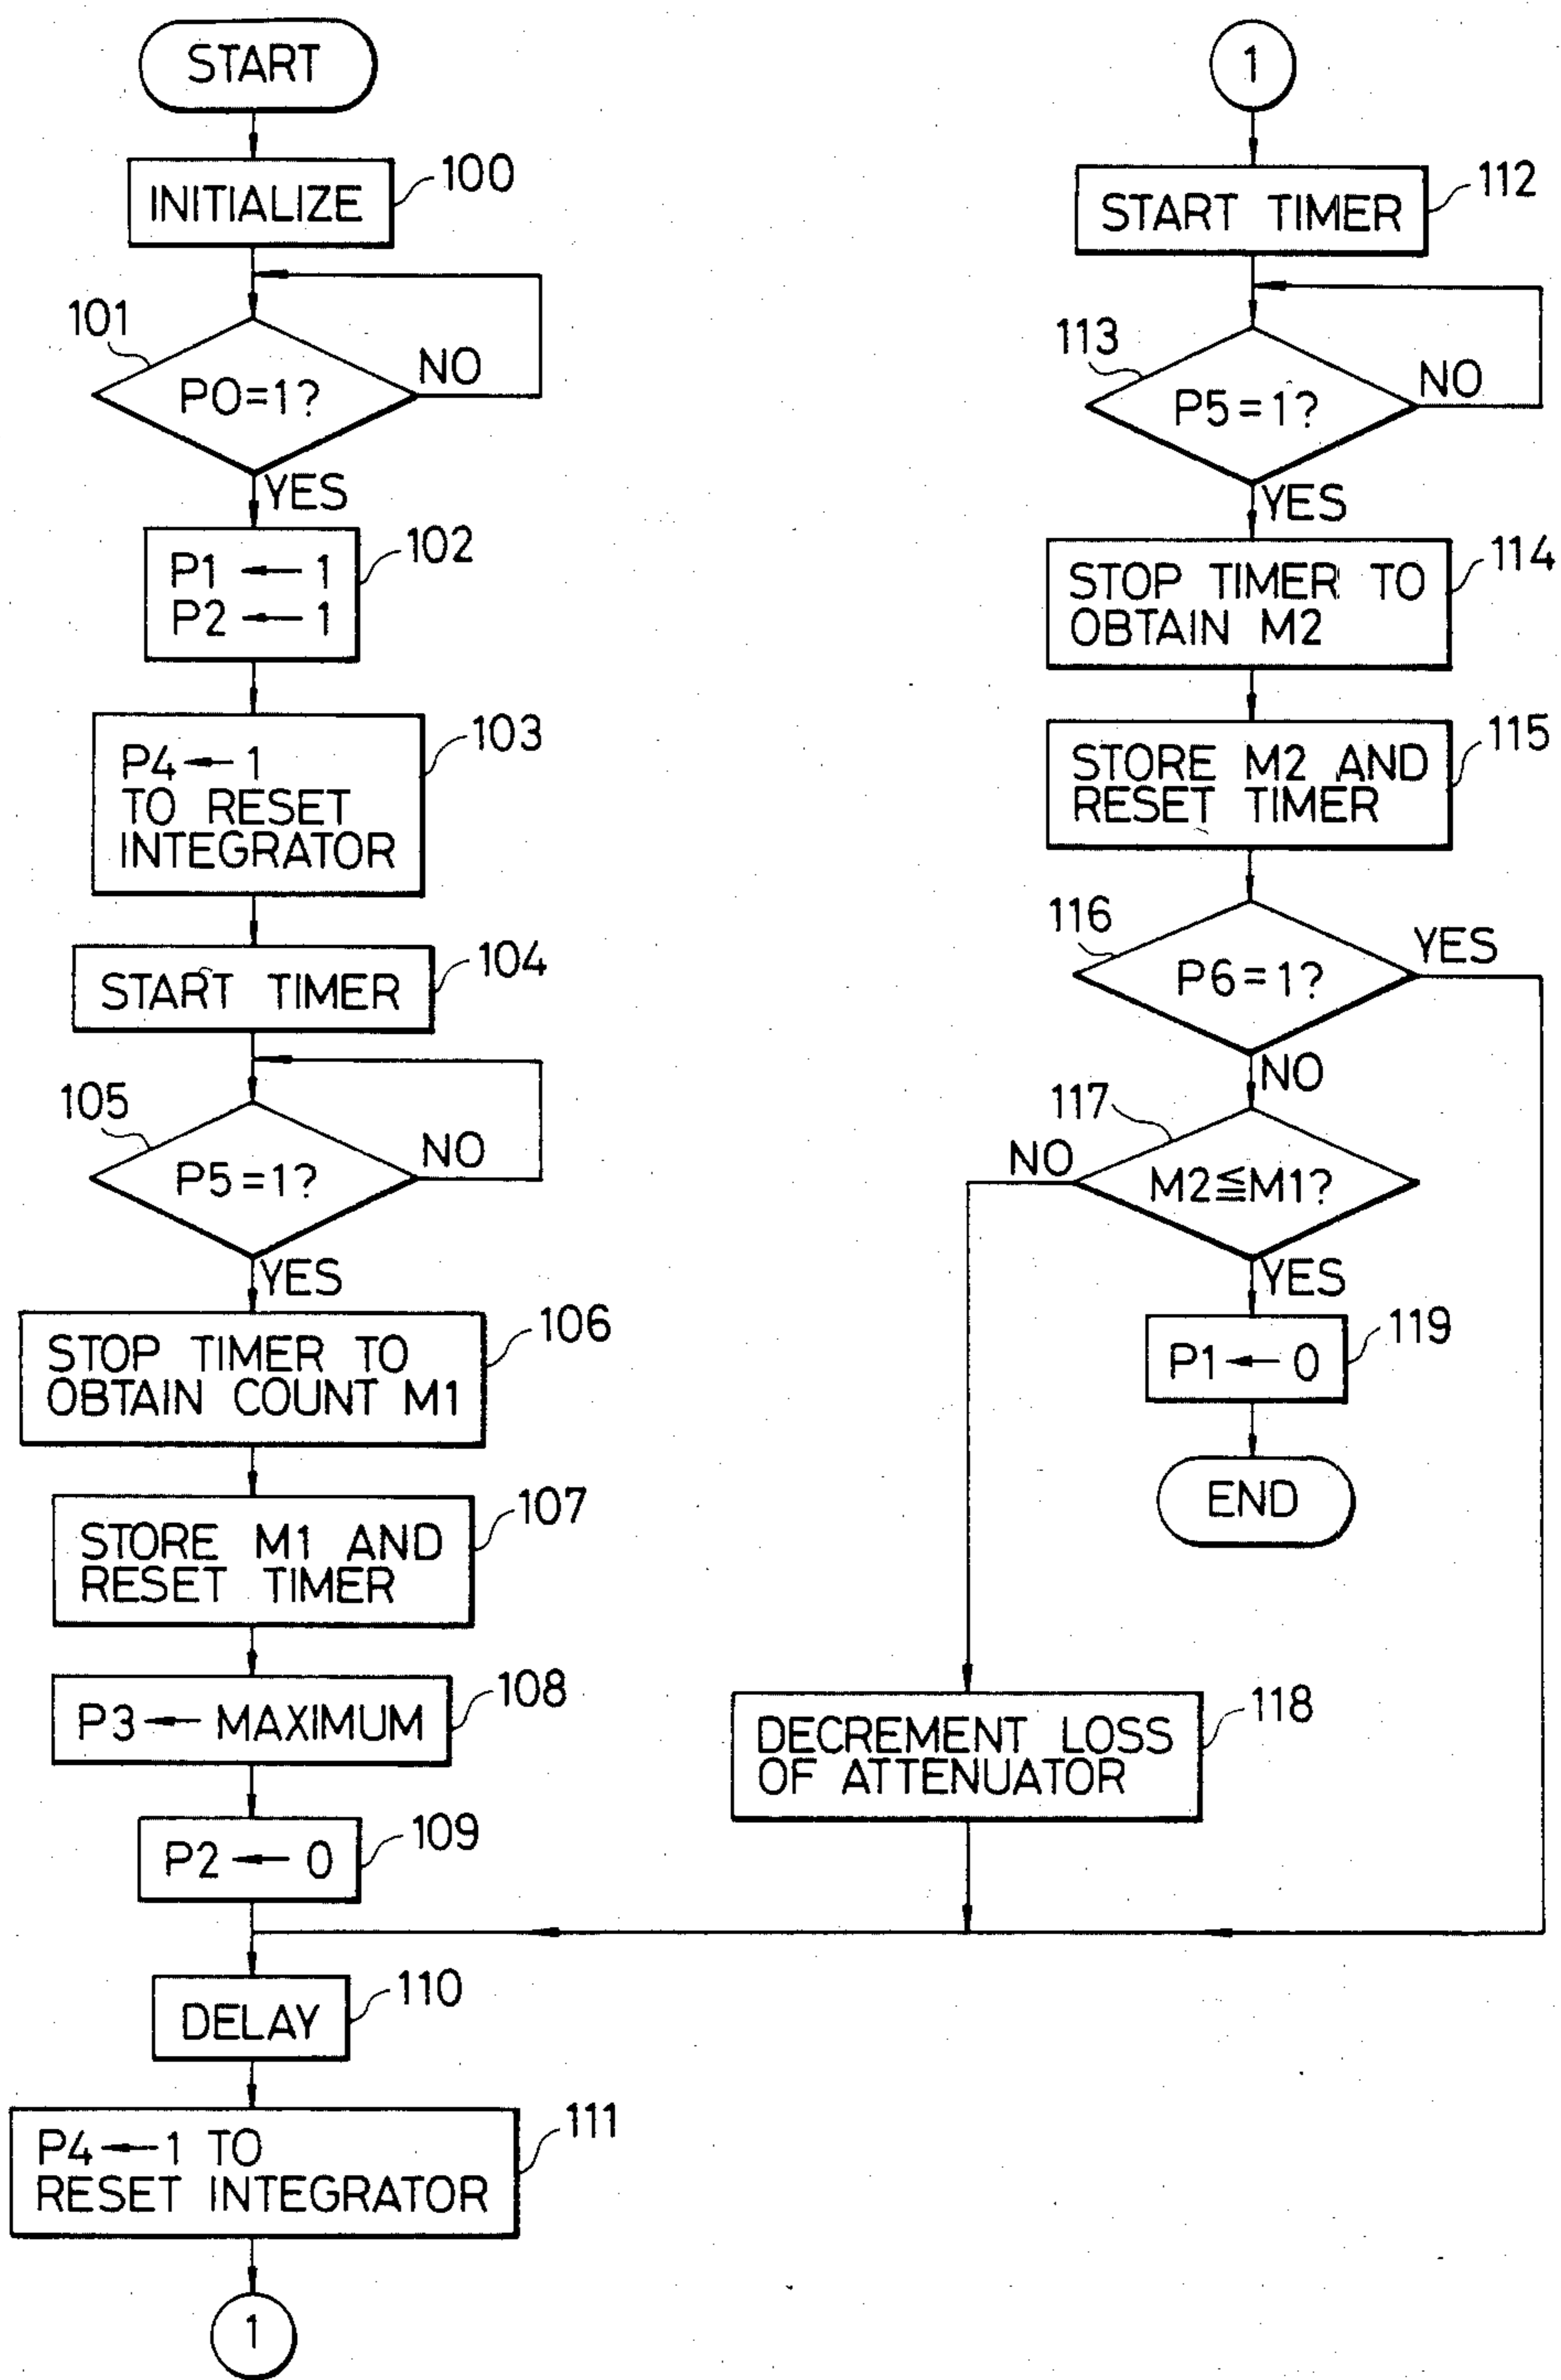 START
INITIALIZE
100
101
P0=1?
NO
YES
P1 ← 1
P2 ← 1
102
P4 ← 1
TO RESET
INTEGRATOR
103
START TIMER
104
105
P5=1?
NO
YES
STOP TIMER TO
OBTAIN COUNT M1
106
STORE M1 AND
RESET TIMER
107
P3 ← MAXIMUM
108
P2 ← 0
109
DELAY
110
P4 ← 1 TO
RESET INTEGRATOR
111
1
1
START TIMER
112
113
P5=1?
NO
YES
STOP TIMER TO
OBTAIN M2
114
STORE M2 AND
RESET TIMER
115
116
P6=1?
YES
NO
117
M2≦M1?
NO
YES
P1 ← 0
119
END
DECREMENT LOSS
OF ATTENUATOR
118